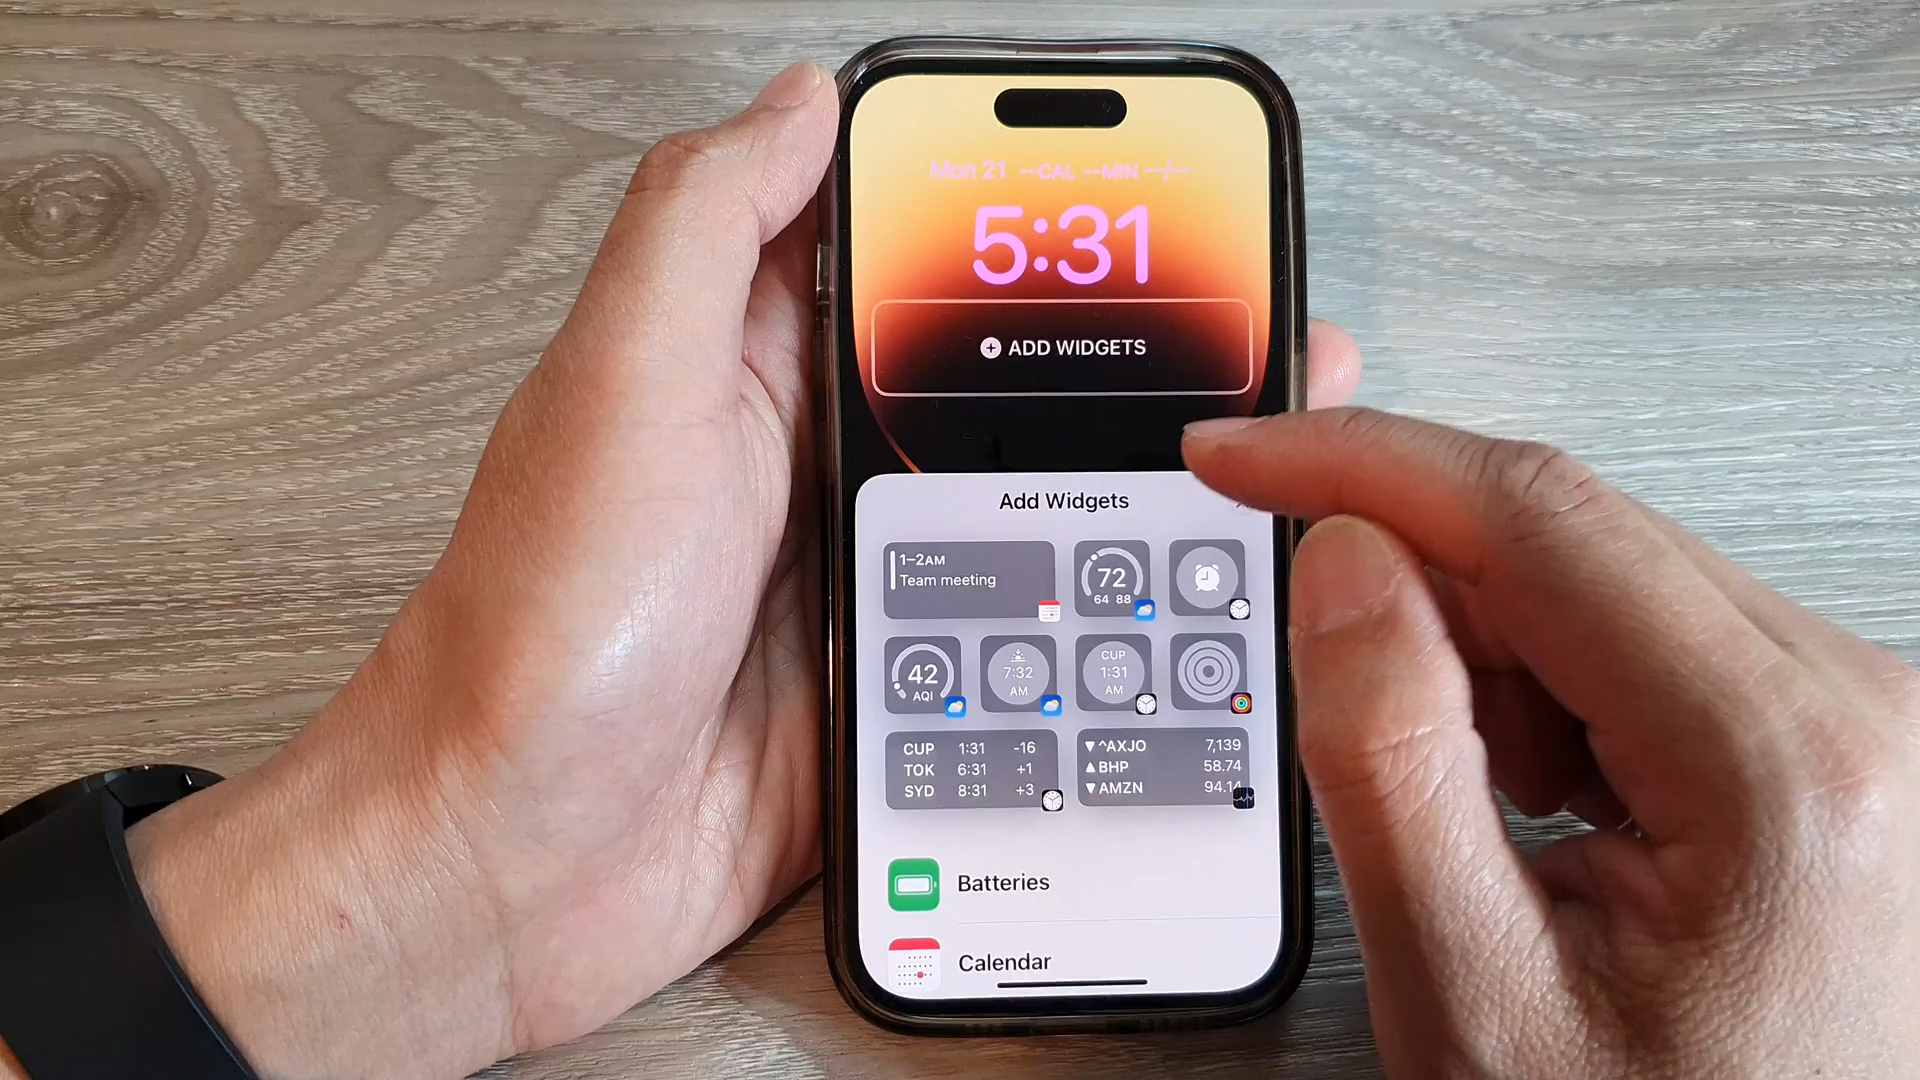 Mon 21 --CAL --MIN --/--
5:31
ADD WIDGETS
Add Widgets
1–2AM
Team meeting
72
64 88
42
AQI
7:32
AM
CUP
1:31
AM
CUP 1:31 -16
TOK 6:31 +1
SYD 8:31 +3
▼ ^AXJO 7,139
▲ BHP 58.74
▼ AMZN 94.14
Batteries
Calendar